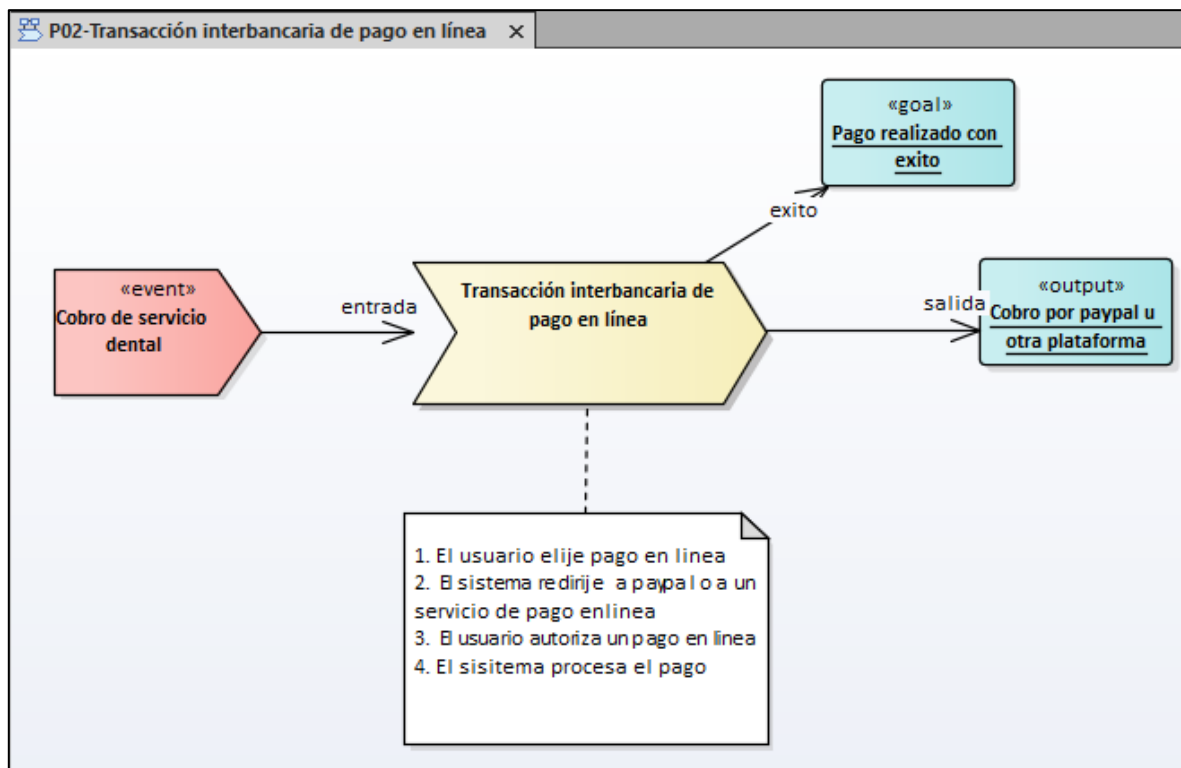 P02-Transacción interbancaria de pago en línea
«goal»
Pago realizado con
exito
exito
«event»
Cobro de servicio
dental
entrada
Transacción interbancaria de
pago en línea
salida
«output»
Cobro por paypal u
otra plataforma
1. El usuario elije pago en linea
2. El sistema redirije a paypal o a un
servicio de pago enlinea
3. El usuario autoriza un pago en linea
4. El sisitema procesa el pago